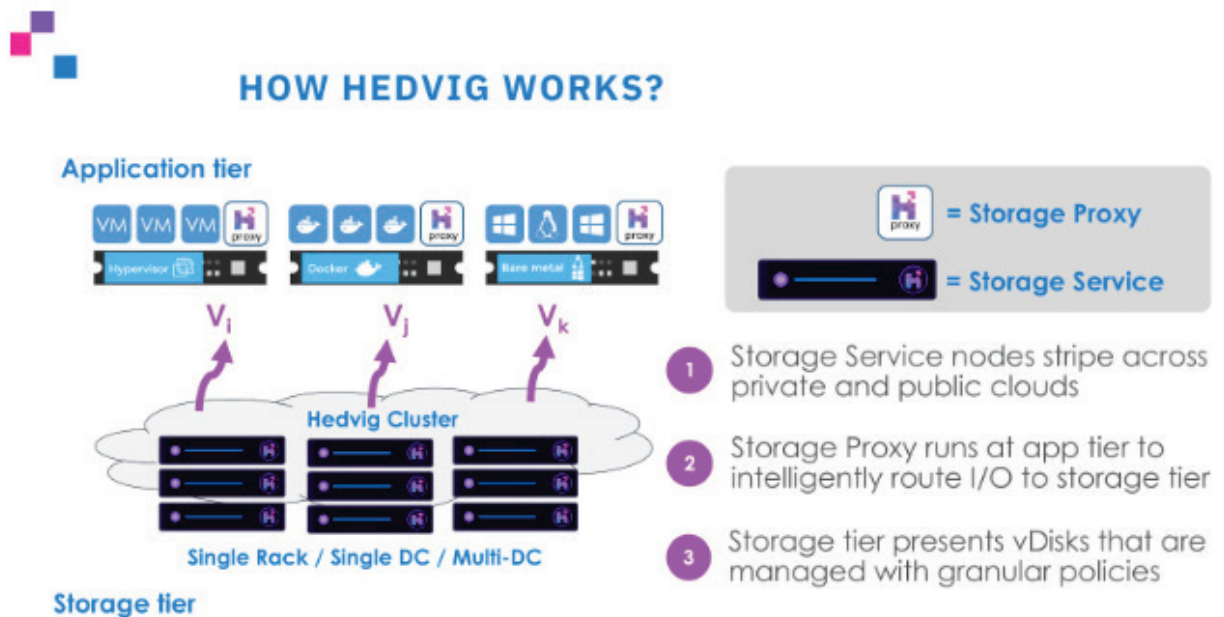 HOW HEDVIG WORKS?
Application tier
VM VM VM proxy
proxy
proxy
Hypervisor
Docker
Bare metal
Vi
Vj
Vk
Hedvig Cluster
Single Rack / Single DC / Multi-DC
Storage tier
proxy = Storage Proxy
= Storage Service
1 Storage Service nodes stripe across
private and public clouds
2 Storage Proxy runs at app tier to
intelligently route I/O to storage tier
3 Storage tier presents vDisks that are
managed with granular policies